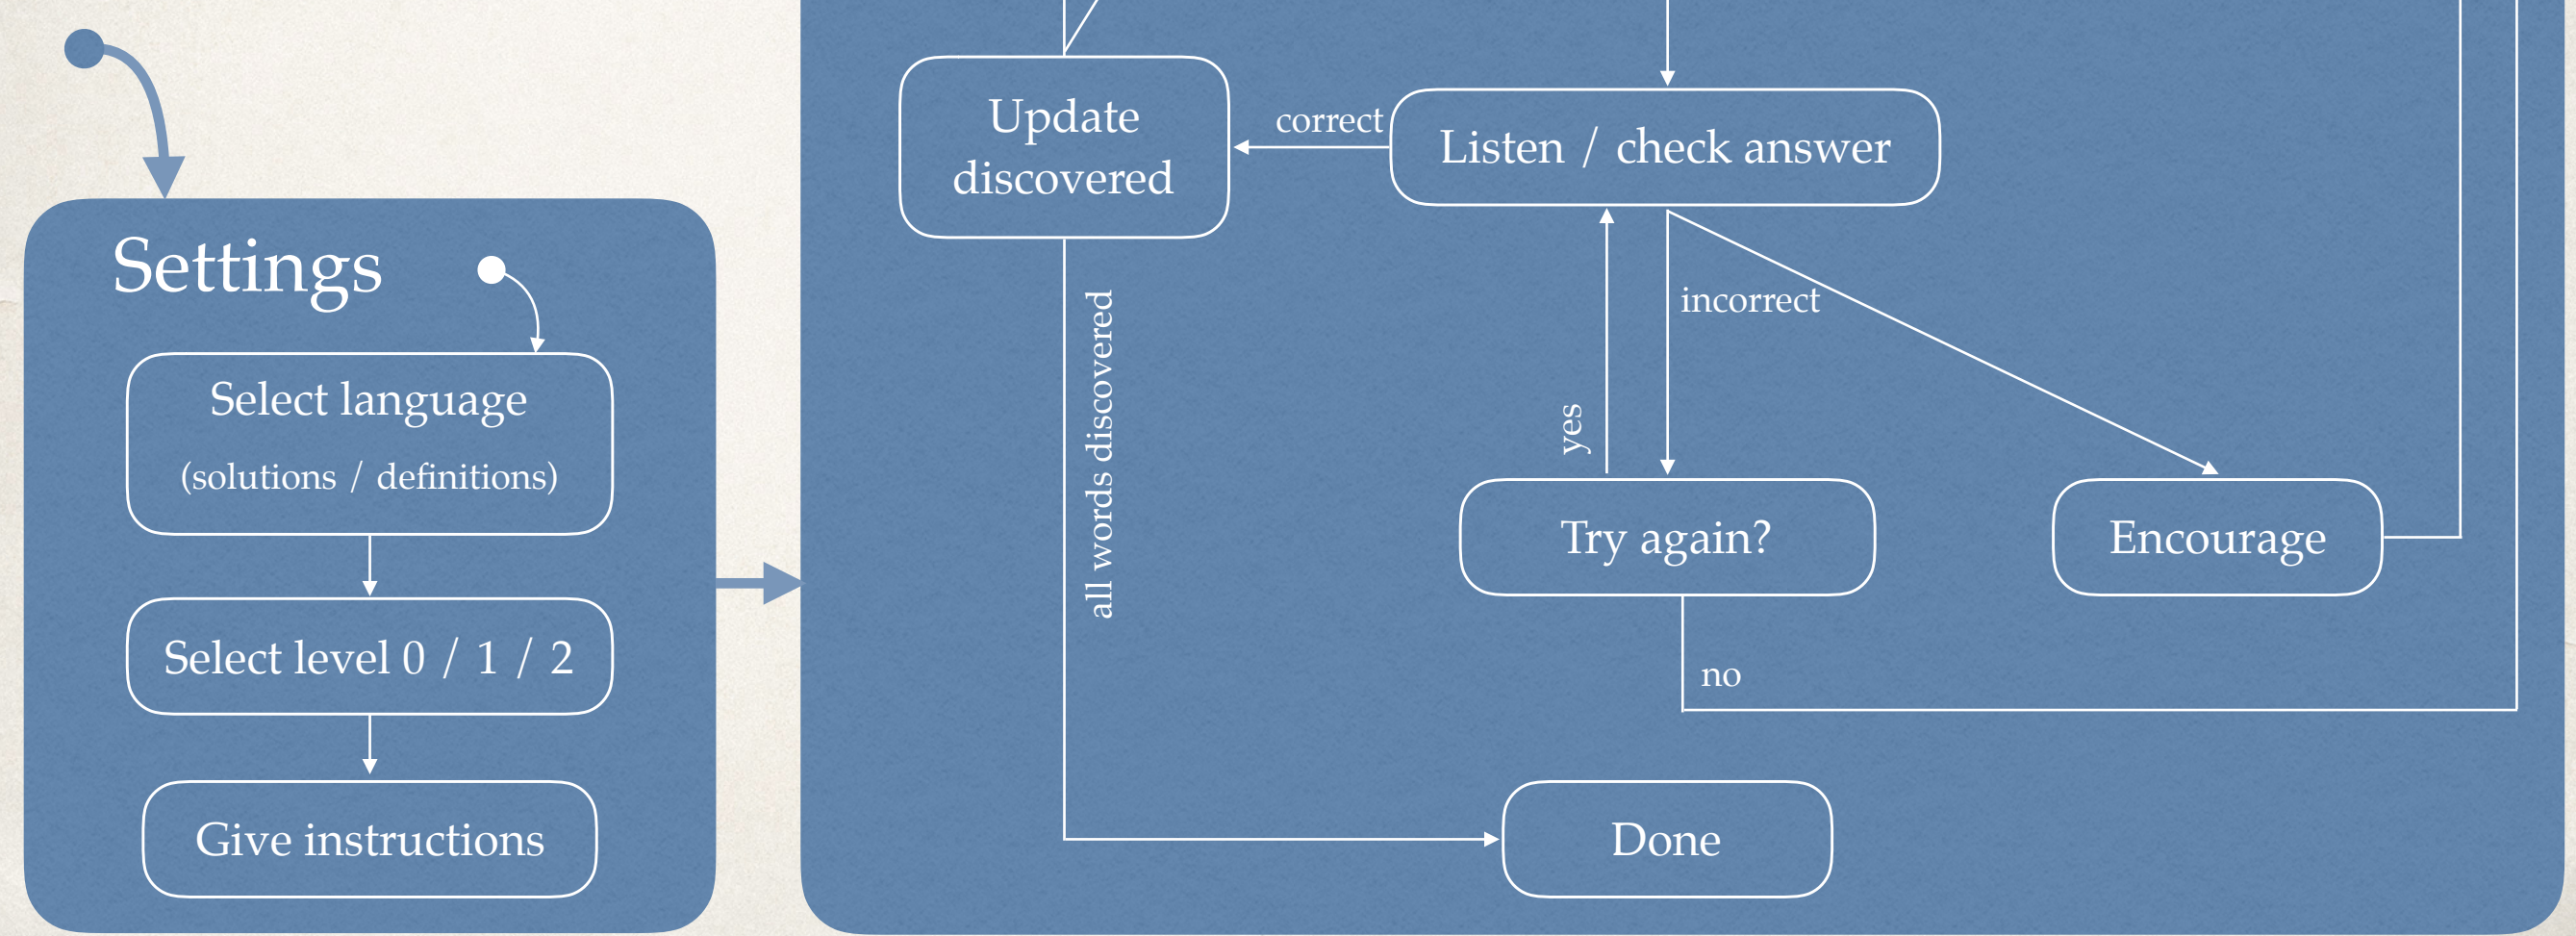 Settings
Select language
(solutions / definitions)
Select level 0 / 1 / 2
Give instructions
Update
discovered
correct
Listen / check answer
incorrect
yes
all words discovered
Try again?
Encourage
no
Done